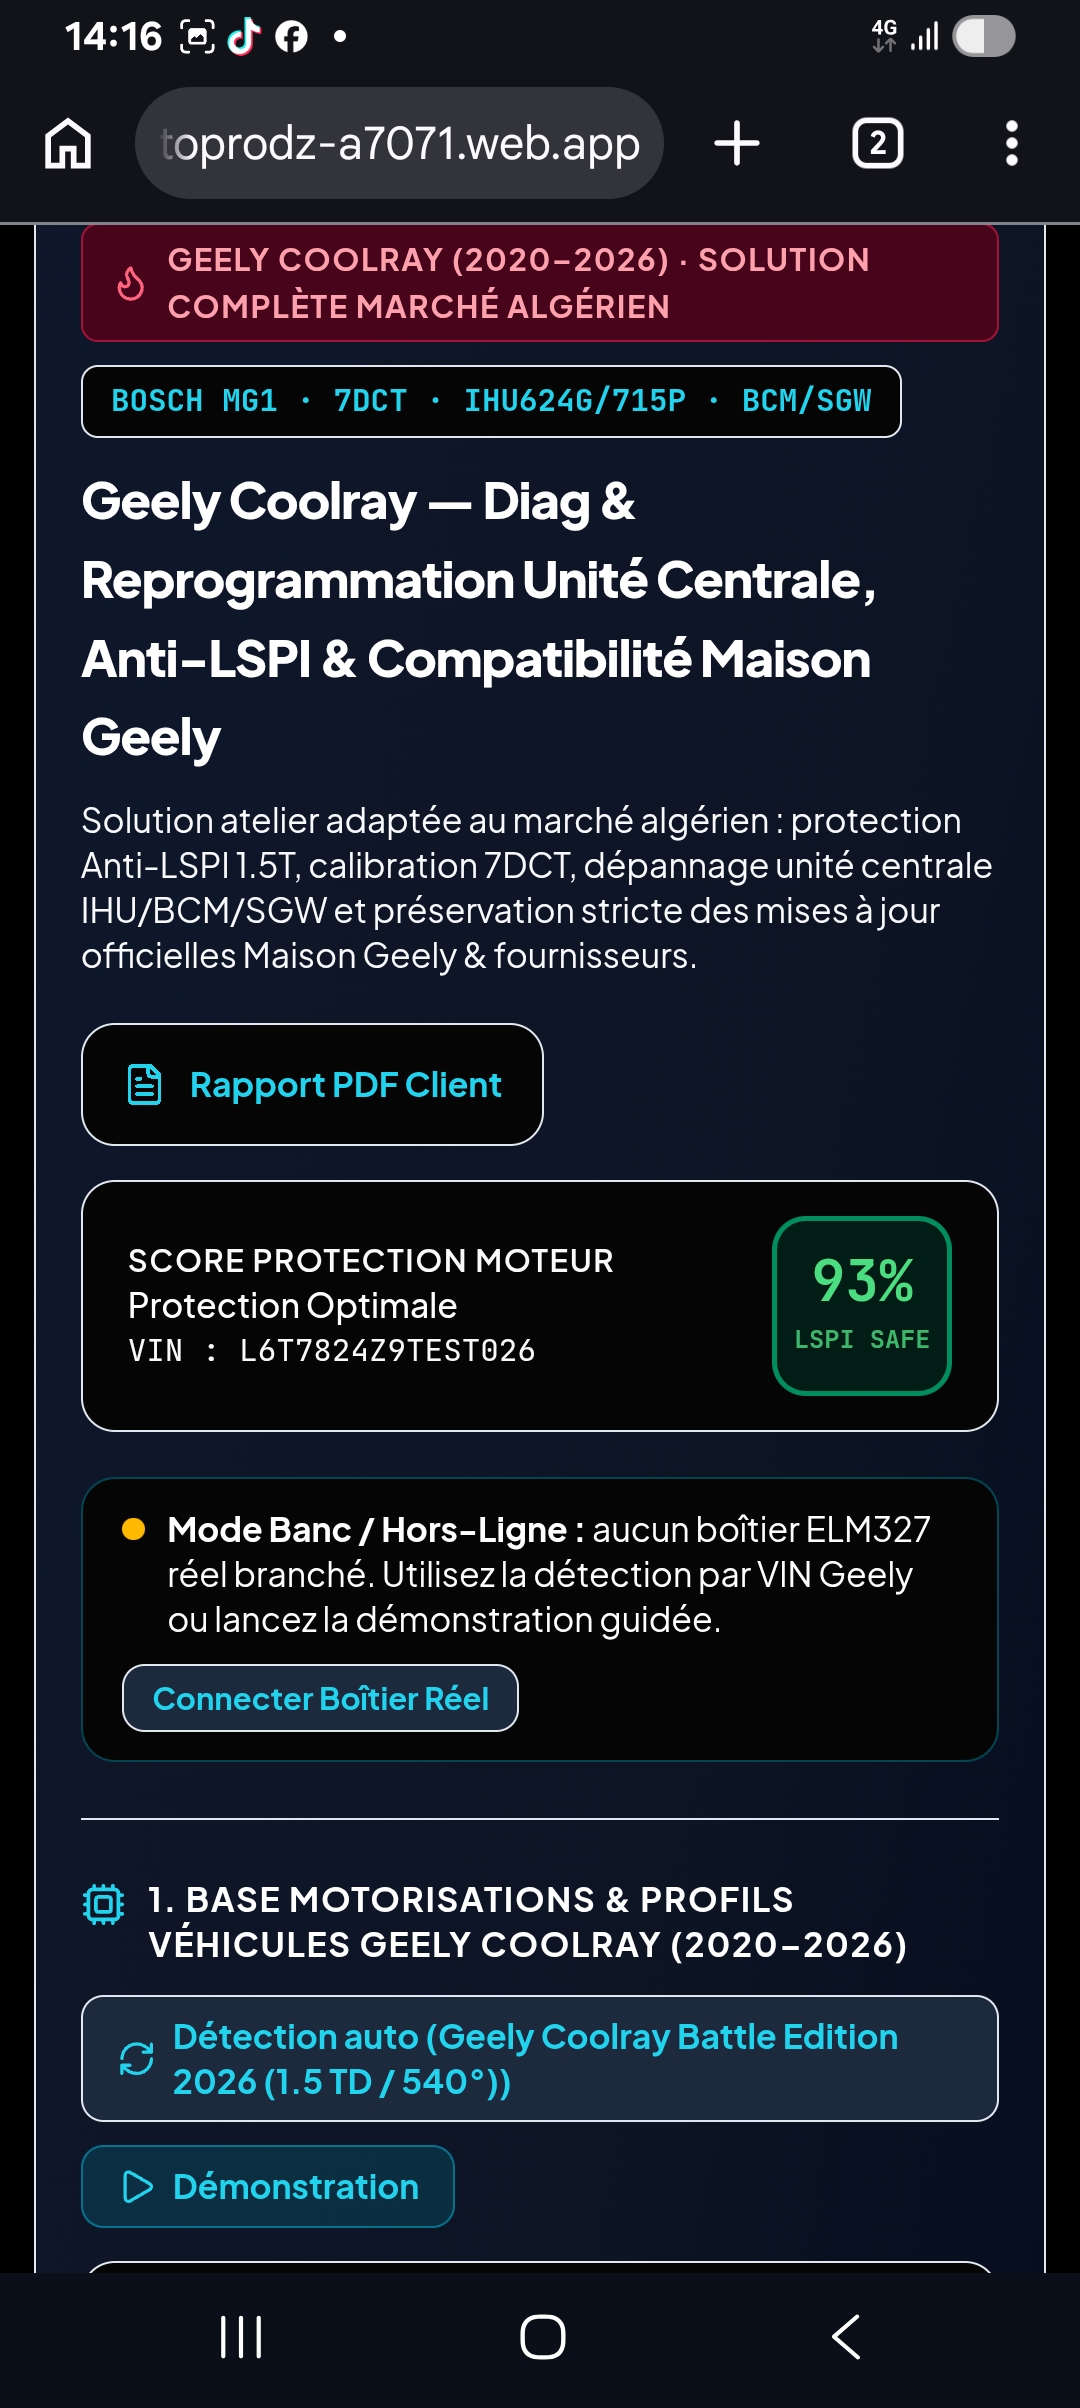 14:16
4G
toprodz-a7071.web.app
2
GEELY COOLRAY (2020–2026) · SOLUTION
COMPLÈTE MARCHÉ ALGÉRIEN
BOSCH MG1 · 7DCT · IHU624G/715P · BCM/SGW
Geely Coolray — Diag &
Reprogrammation Unité Centrale,
Anti-LSPI & Compatibilité Maison
Geely
Solution atelier adaptée au marché algérien : protection
Anti-LSPI 1.5T, calibration 7DCT, dépannage unité centrale
IHU/BCM/SGW et préservation stricte des mises à jour
officielles Maison Geely & fournisseurs.
Rapport PDF Client
SCORE PROTECTION MOTEUR
Protection Optimale
VIN : L6T7824Z9TEST026
93%
LSPI SAFE
Mode Banc / Hors-Ligne : aucun boîtier ELM327
réel branché. Utilisez la détection par VIN Geely
ou lancez la démonstration guidée.
Connecter Boîtier Réel
1. BASE MOTORISATIONS & PROFILS
VÉHICULES GEELY COOLRAY (2020–2026)
Détection auto (Geely Coolray Battle Edition
2026 (1.5 TD / 540°))
Démonstration